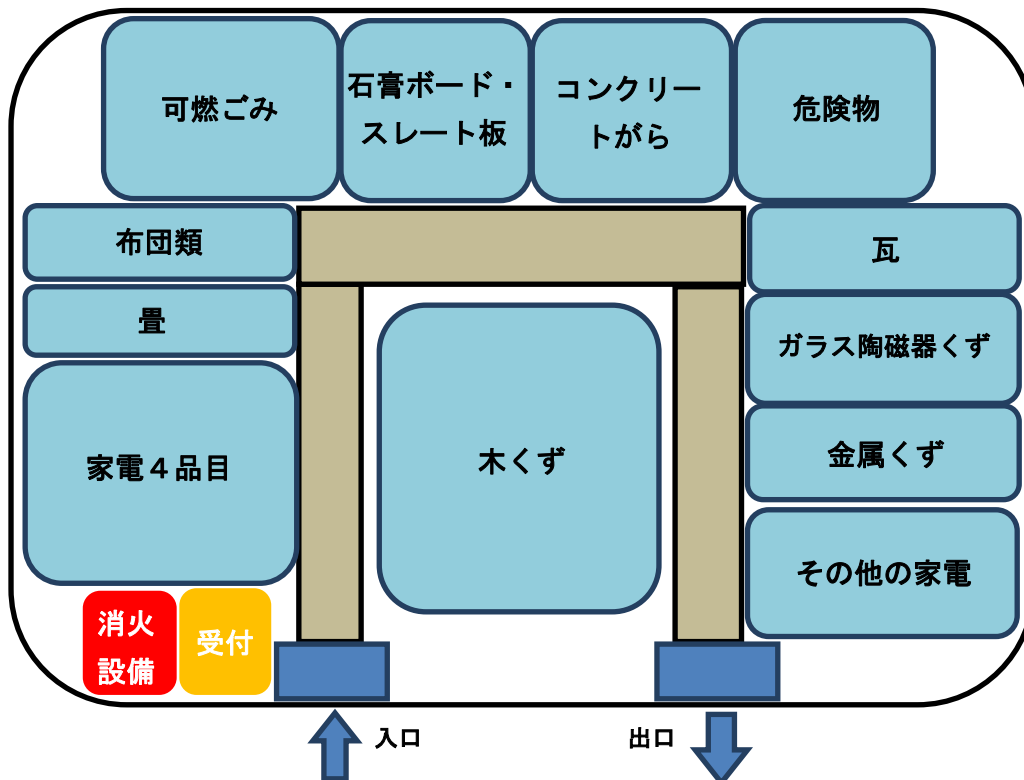 可燃ごみ
石膏ボード・
スレート板
コンクリー
トがら
危険物
布団類
畳
家電４品目
木くず
瓦
ガラス陶磁器くず
金属くず
その他の家電
消火
設備
受付
入口
出口